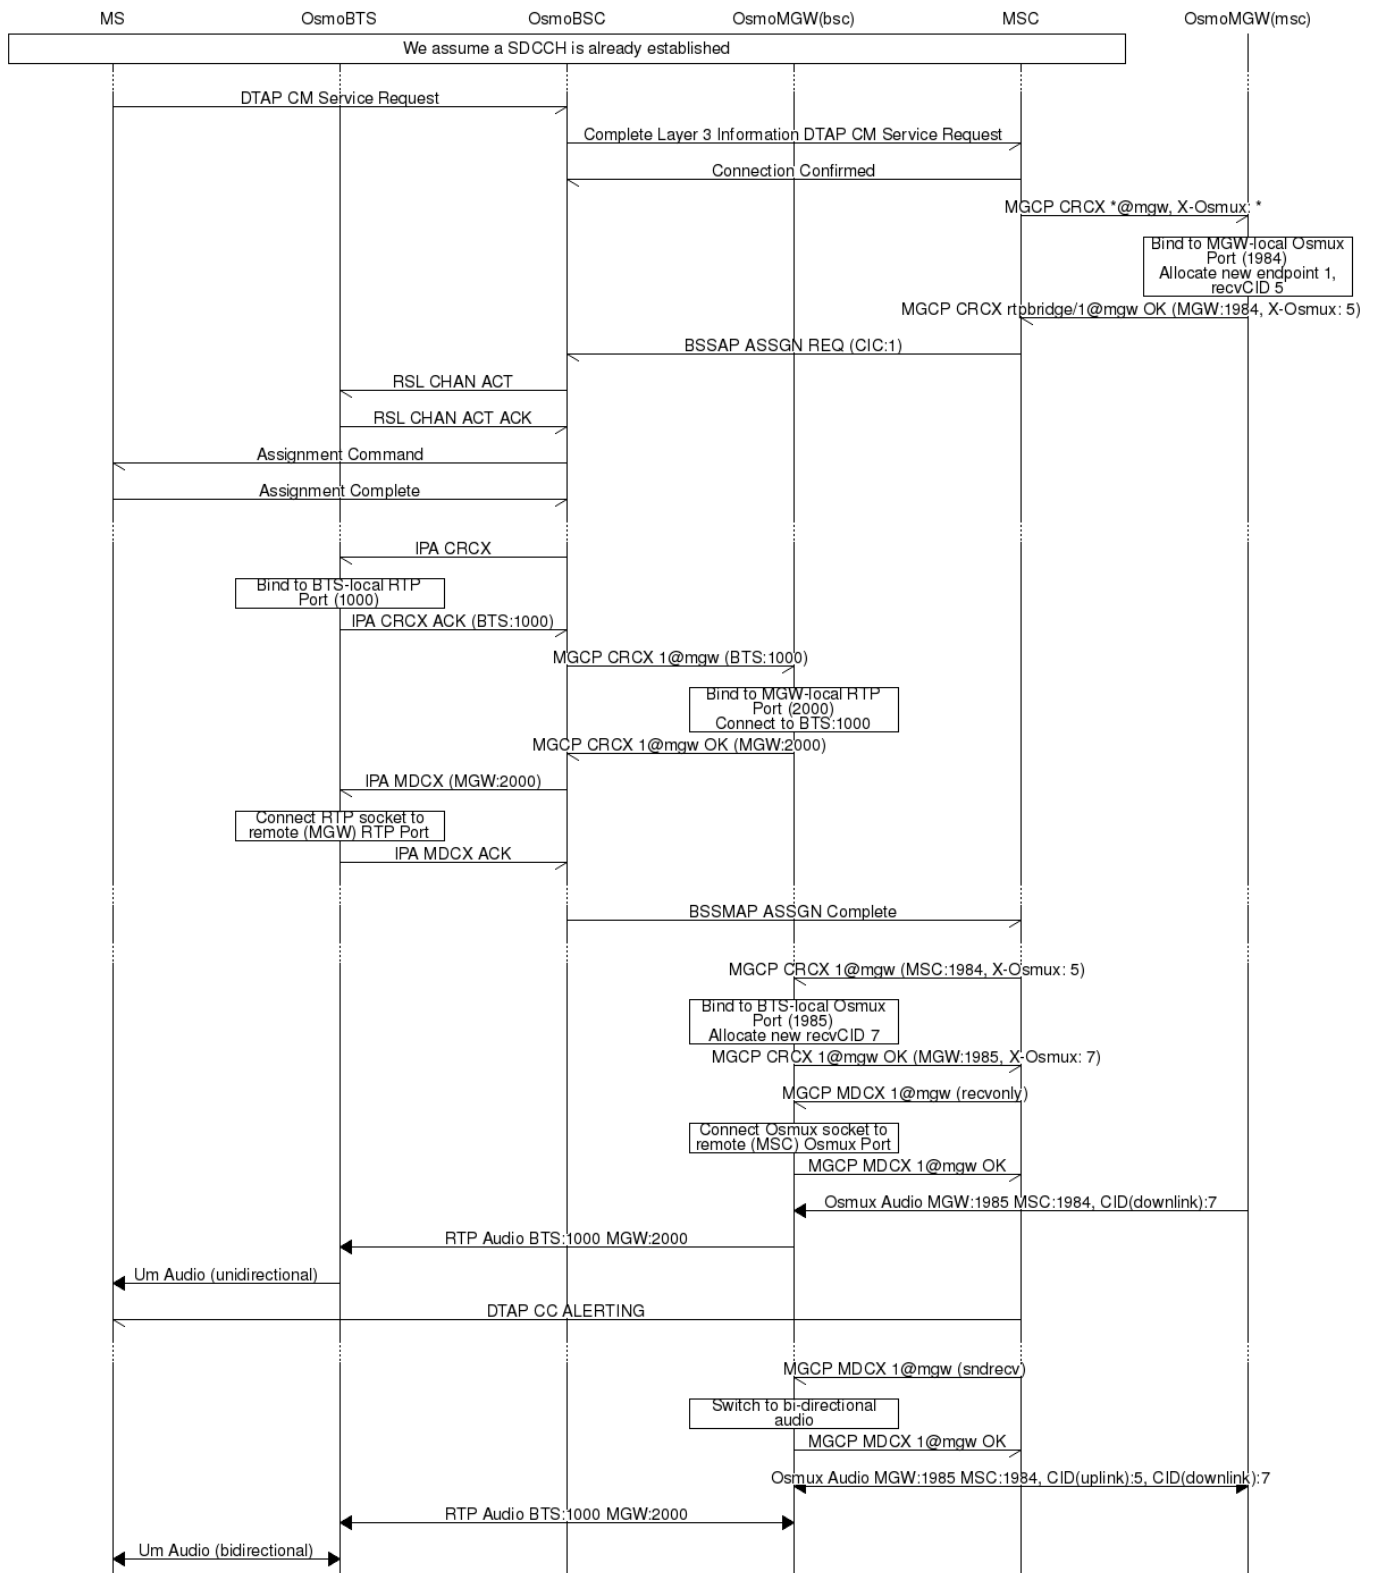 MS OsmoBTS OsmoBSC OsmoMGW(bsc) MSC OsmoMGW(msc)
We assume a SDCCH is already established
DTAP CM Service Request
Complete Layer 3 Information DTAP CM Service Request
Connection Confirmed
MGCP CRCX *@mgw, X-Osmux: *
Bind to MGW-local Osmux
Port (1984)
Allocate new endpoint 1,
recvCID 5
MGCP CRCX rtpbridge/1@mgw OK (MGW:1984, X-Osmux: 5)
BSSAP ASSGN REQ (CIC:1)
RSL CHAN ACT
RSL CHAN ACT ACK
Assignment Command
Assignment Complete
IPA CRCX
Bind to BTS-local RTP
Port (1000)
IPA CRCX ACK (BTS:1000)
MGCP CRCX 1@mgw (BTS:1000)
Bind to MGW-local RTP
Port (2000)
Connect to BTS:1000
MGCP CRCX 1@mgw OK (MGW:2000)
IPA MDCX (MGW:2000)
Connect RTP socket to
remote (MGW) RTP Port
IPA MDCX ACK
BSSMAP ASSGN Complete
MGCP CRCX 1@mgw (MSC:1984, X-Osmux: 5)
Bind to BTS-local Osmux
Port (1985)
Allocate new recvCID 7
MGCP CRCX 1@mgw OK (MGW:1985, X-Osmux: 7)
MGCP MDCX 1@mgw (recvonly)
Connect Osmux socket to
remote (MSC) Osmux Port
MGCP MDCX 1@mgw OK
Osmux Audio MGW:1985 MSC:1984, CID(downlink):7
RTP Audio BTS:1000 MGW:2000
Um Audio (unidirectional)
DTAP CC ALERTING
MGCP MDCX 1@mgw (sndrecv)
Switch to bi-directional
audio
MGCP MDCX 1@mgw OK
Osmux Audio MGW:1985 MSC:1984, CID(uplink):5, CID(downlink):7
RTP Audio BTS:1000 MGW:2000
Um Audio (bidirectional)